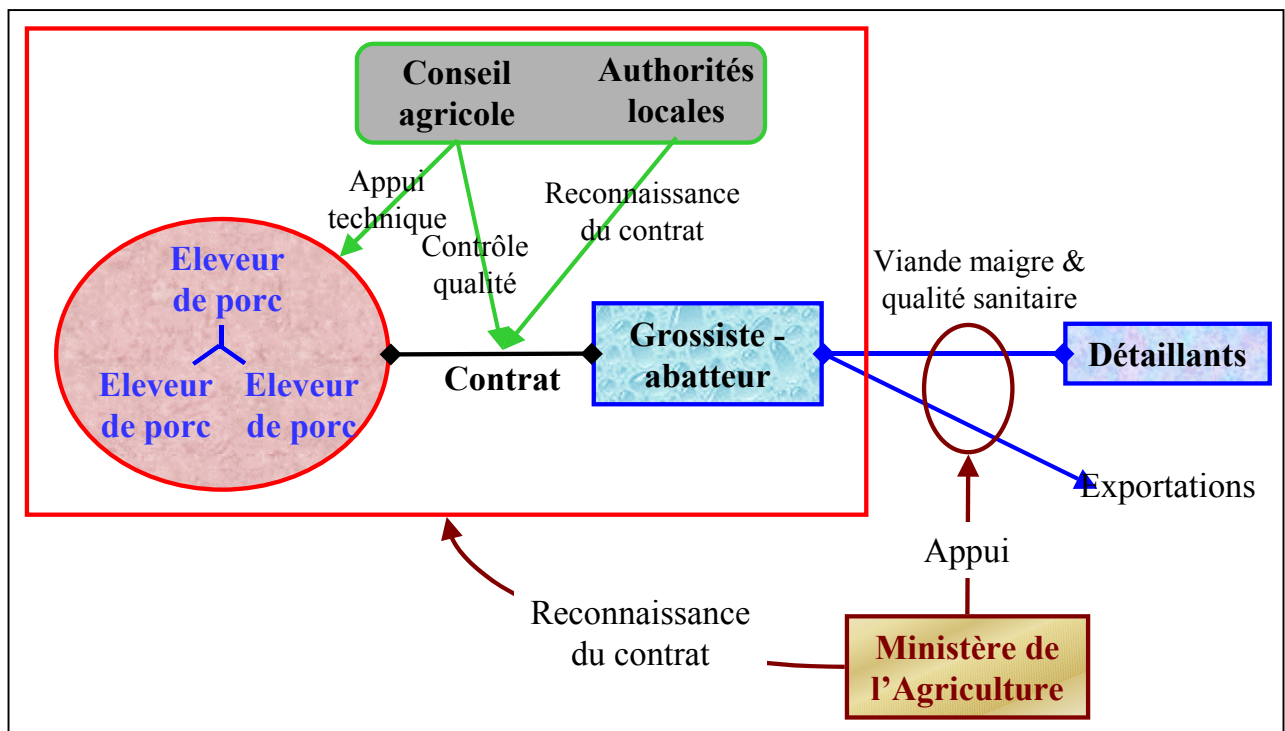 Conseil
agricole
Authorités
locales
Appui
technique
Contrôle
qualité
Reconnaissance
du contrat
Eleveur
de porc
Eleveur
de porc
Eleveur
de porc
Contrat
Grossiste -
abatteur
Viande maigre &
qualité sanitaire
Détaillants
Exportations
Appui
Reconnaissance
du contrat
Ministère de
l’Agriculture